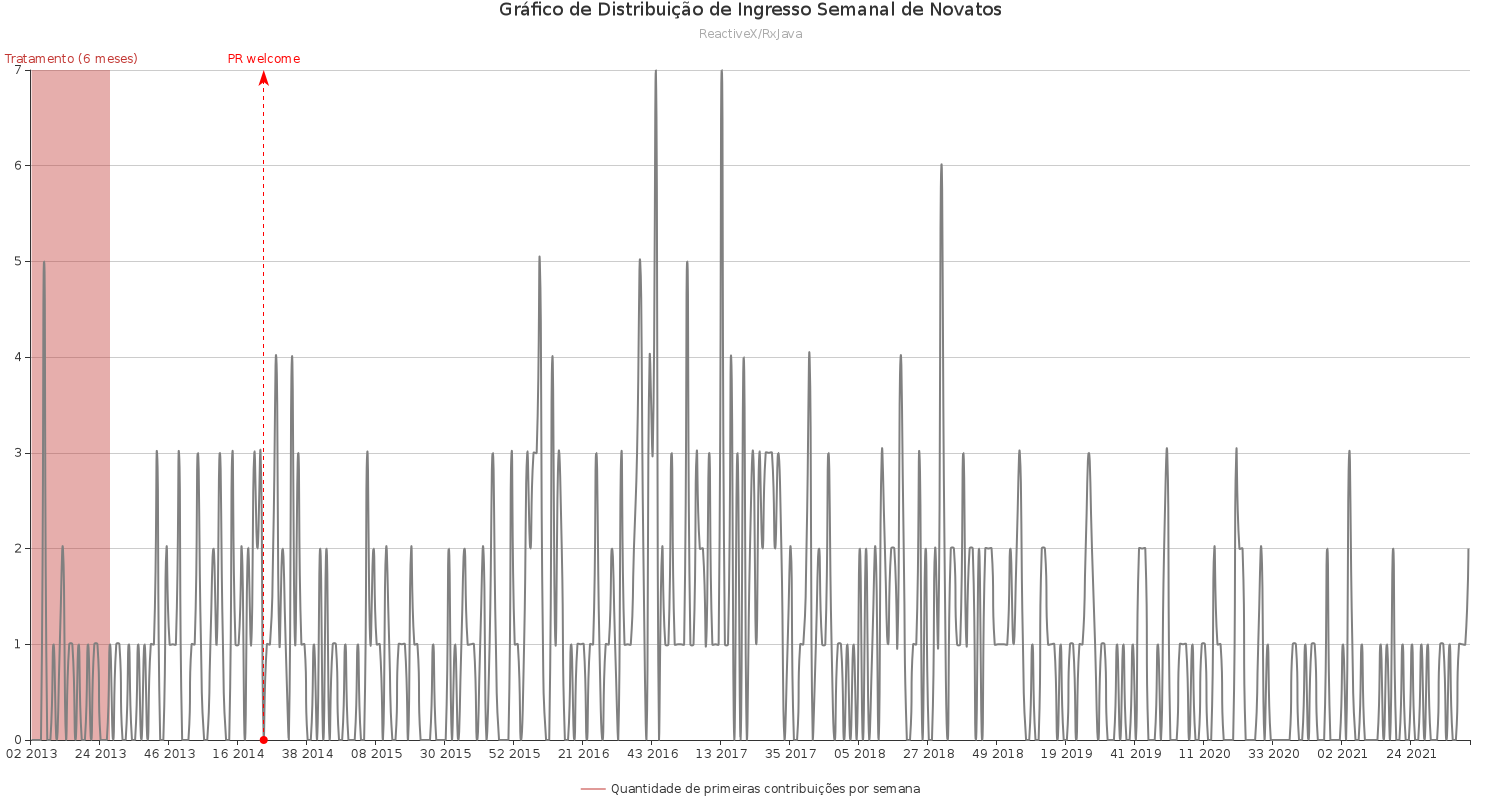 Gráfico de Distribuição de Ingresso Semanal de Novatos
ReactiveX/RxJava
Tratamento (6 meses)
PR welcome
7
6
5
4
3
2
1
0
02 2013 24 2013 46 2013 16 2014 38 2014 08 2015 30 2015 52 2015 21 2016 43 2016 13 2017 35 2017 05 2018 27 2018 49 2018 19 2019 41 2019 11 2020 33 2020 02 2021 24 2021
Quantidade de primeiras contribuições por semana